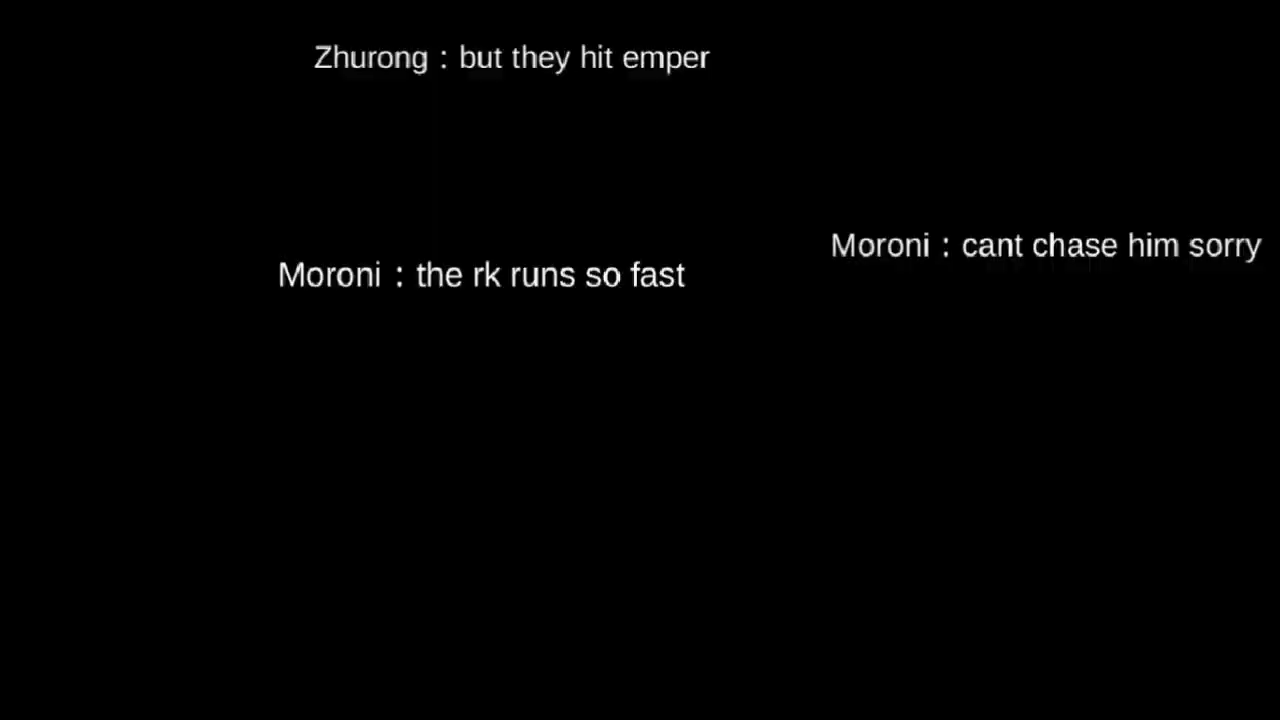 Zhurong：but they hit emper
Moroni：cant chase him sorry
Moroni：the rk runs so fast